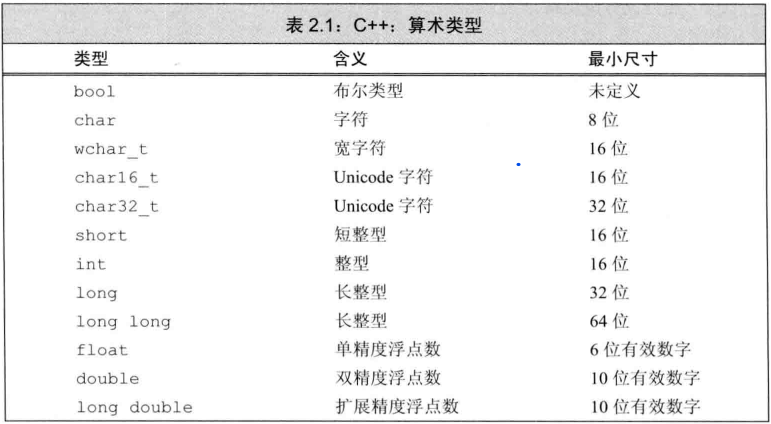 表 2.1：C++：算术类型
类型 含义 最小尺寸
bool 布尔类型 未定义
char 字符 8 位
wchar_t 宽字符 16 位
char16_t Unicode 字符 16 位
char32_t Unicode 字符 32 位
short 短整型 16 位
int 整型 16 位
long 长整型 32 位
long long 长整型 64 位
float 单精度浮点数 6 位有效数字
double 双精度浮点数 10 位有效数字
long double 扩展精度浮点数 10 位有效数字